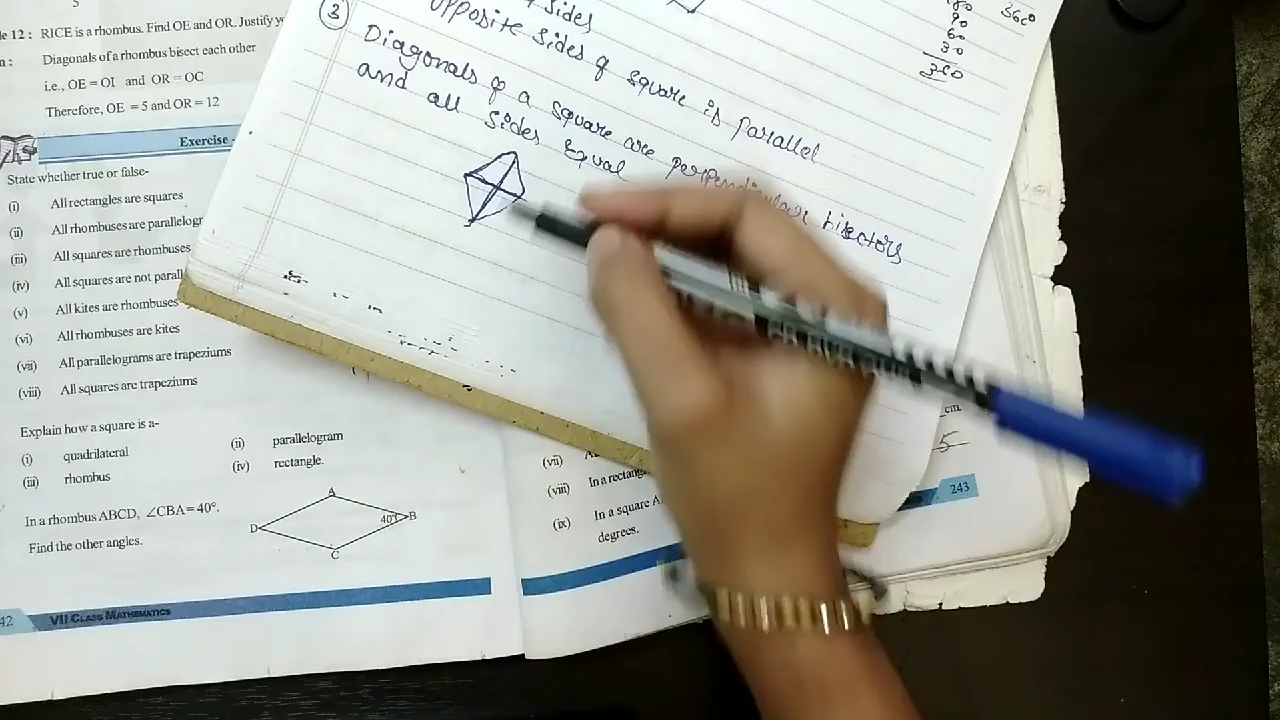 le 12 : RICE is a rhombus. Find OE and OR. Justify
n : Diagonals of a rhombus bisect each other
i.e., OE = OI and OR = OC
Therefore, OE = 5 and OR = 12
Exercise -
State whether true or false-
(i) All rectangles are squares
(ii) All rhombuses are parallelogr
(iii) All squares are rhombuses
(iv) All squares are not parall
(v) All kites are rhombuses
(vi) All rhombuses are kites
(vii) All parallelograms are trapeziums
(viii) All squares are trapeziums
Explain how a square is a-
(i) quadrilateral (ii) parallelogram
(iii) rhombus (iv) rectangle.
In a rhombus ABCD, ∠CBA = 40°.
Find the other angles.
A
D 40° B
C
42 VII CLASS MATHEMATICS
3
sides
opposite sides of square is parallel
Diagonals of a square are perpendicular bisectors
and all sides Equal
90
60
30
360
360
(vii)
(viii) In a rectang
(ix) In a square A
degrees.
cm
5
243